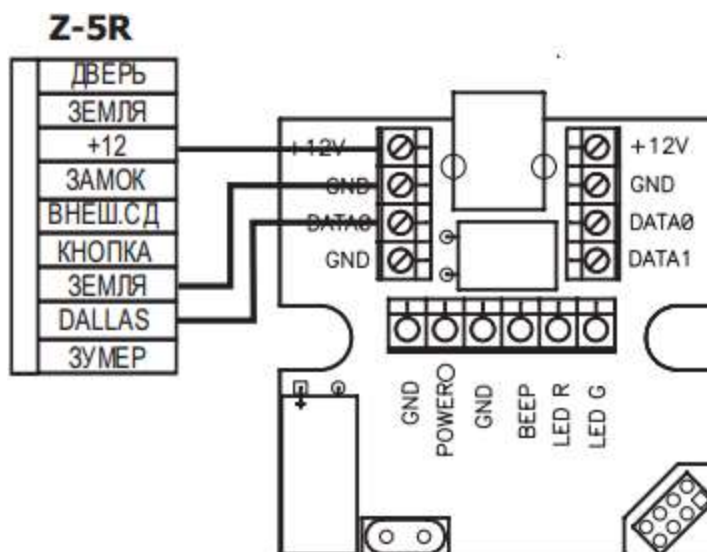 Z-5R
ДВЕРЬ
ЗЕМЛЯ
+12
ЗАМОК
ВНЕШ.СД
КНОПКА
ЗЕМЛЯ
DALLAS
ЗУМЕР
+12V
GND
DATA0
GND
+12V
GND
DATA0
DATA1
GND
POWER
GND
BEEP
LED R
LED G
+